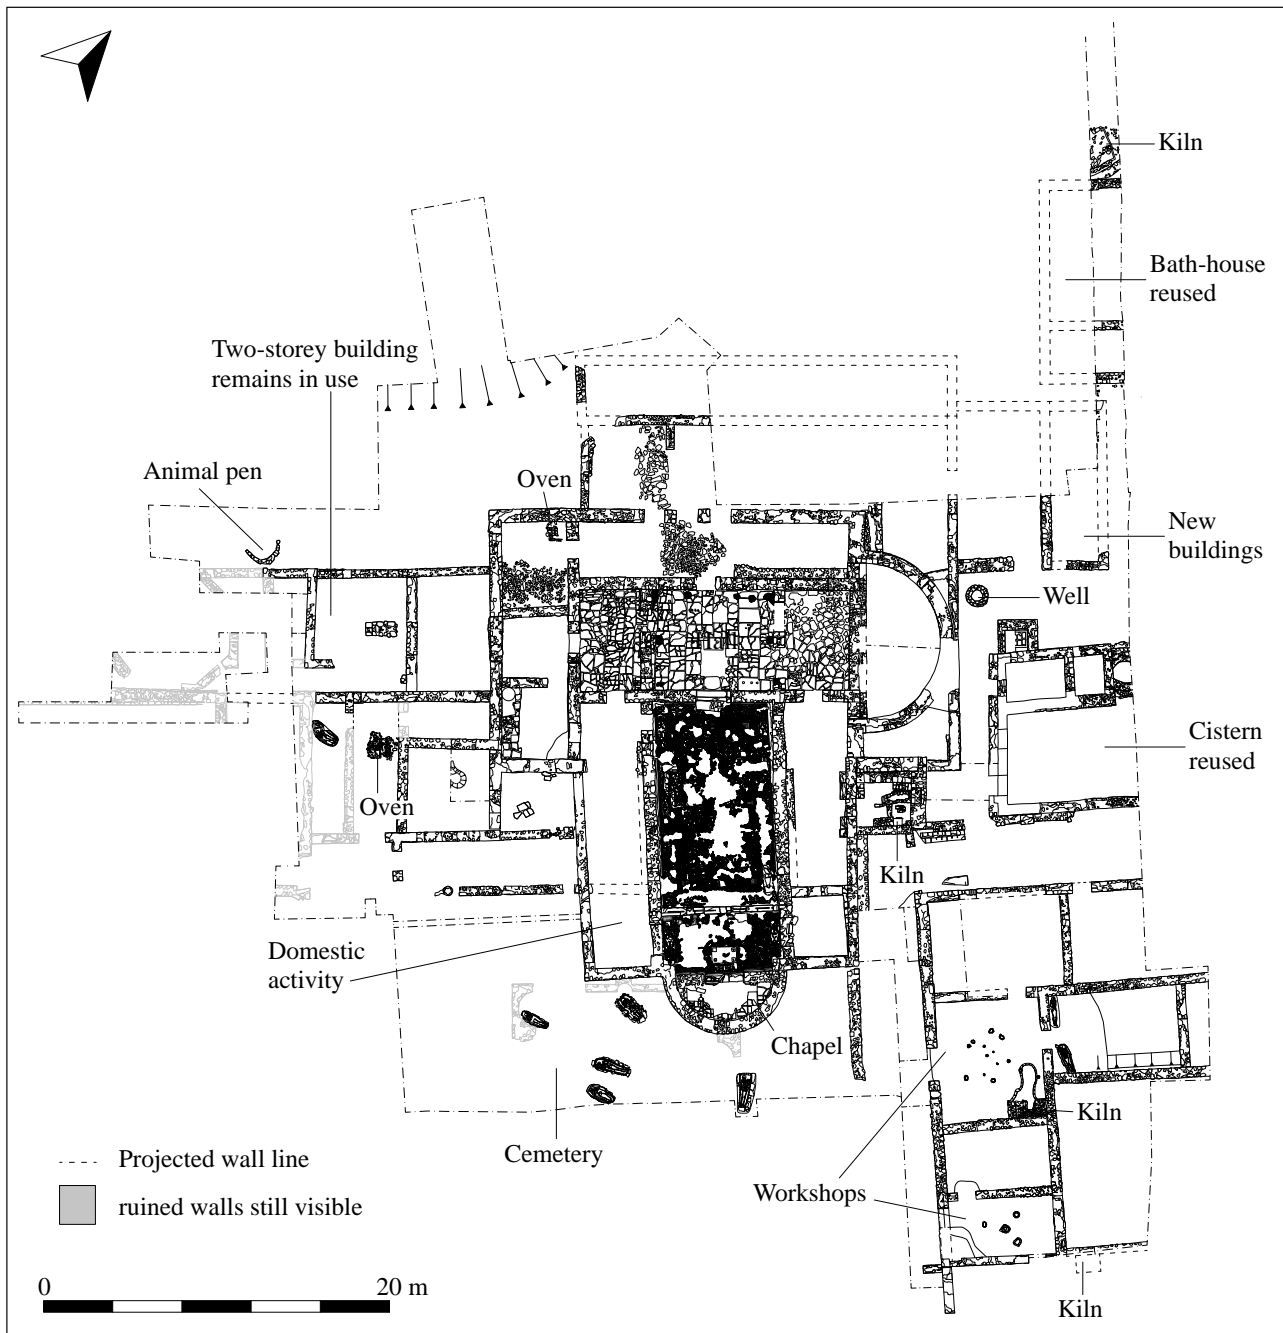 Kiln
Bath-house
reused
Two-storey building
remains in use
Animal pen
Oven
New
buildings
Well
Cistern
reused
Oven
Kiln
Domestic
activity
Chapel
Kiln
Cemetery
Workshops
Projected wall line
ruined walls still visible
0
20 m
Kiln